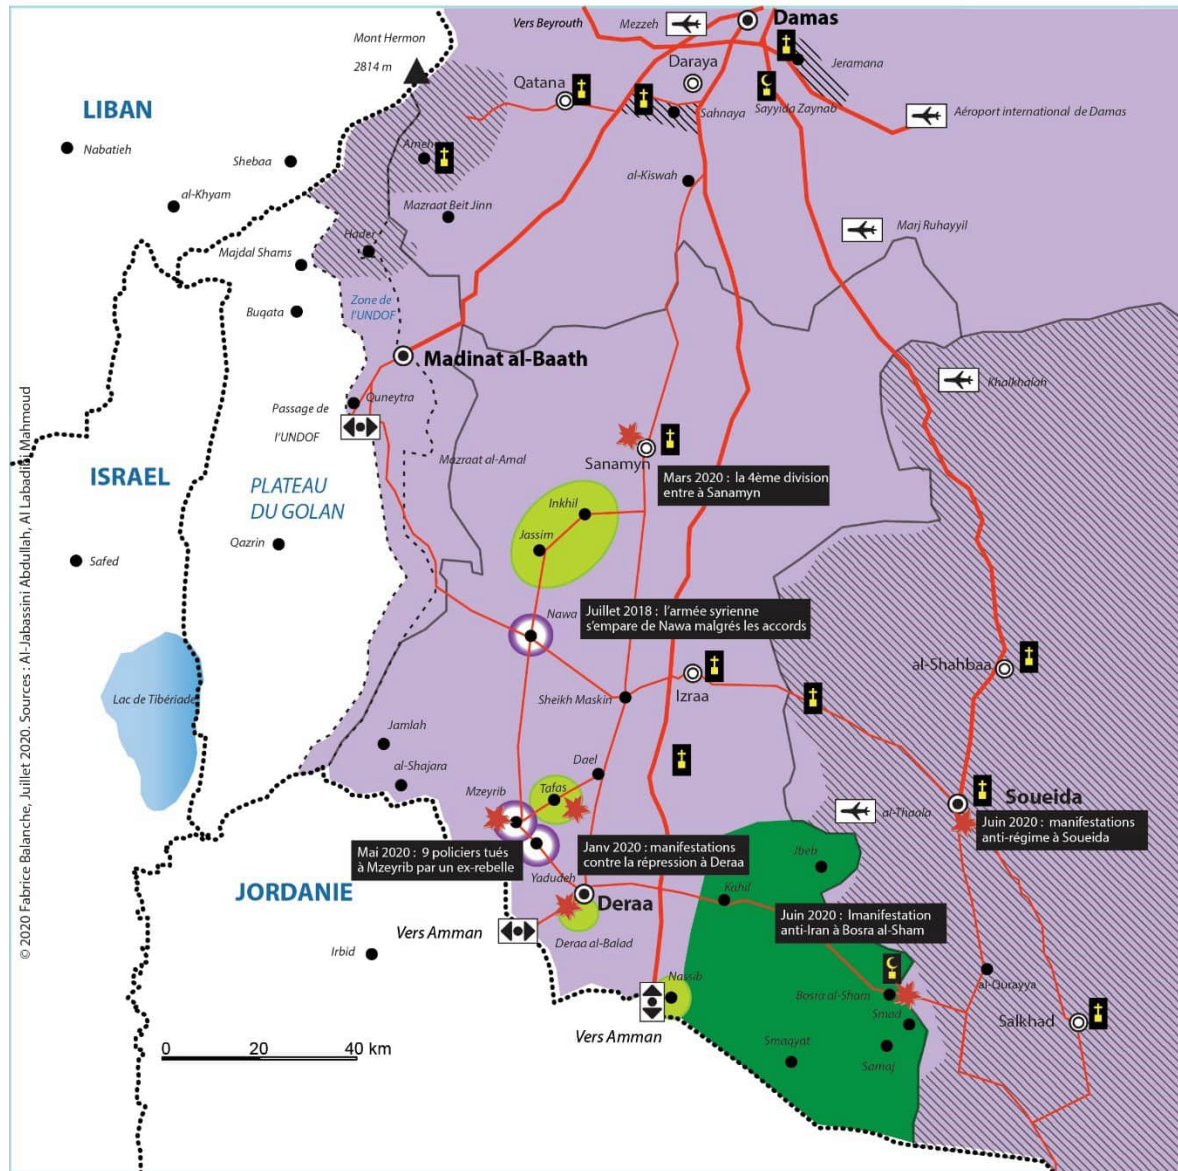 Vers Beyrouth
Mezzeh
Damas
Mont Hermon
2814 m
Daraya
Jeramana
Qatana
LIBAN
Sahnaya
Sayyida Zaynab
Aéroport international de Damas
Nabatieh
Shebaa
Ameh
al-Kiswah
al-Khyam
Mazraat Beit Jinn
Marj Ruhayyil
Hader
Majdal Shams
Zone de
l'UNDOF
Buqata
Madinat al-Baath
Khalkhalah
Quneytra
Passage de
l'UNDOF
Mazraat al-Amal
Sanamyn
ISRAEL
PLATEAU
DU GOLAN
Mars 2020 : la 4ème division
entre à Sanamyn
Inkhil
Jassim
Qazrin
Safed
Nawa
Juillet 2018 : l'armée syrienne
s'empare de Nawa malgrés les accords
al-Shahbaa
Lac de Tibériade
Sheikh Maskin
Izraa
Jamlah
al-Shajara
Dael
Mzeyrib
Tafas
Soueida
al-Thaala
Juin 2020 : manifestations
anti-régime à Soueida
Mai 2020 : 9 policiers tués
à Mzeyrib par un ex-rebelle
Janv 2020 : manifestations
contre la répression à Deraa
Jbeb
Yadudeh
Kahil
JORDANIE
Deraa
Juin 2020 : lmanifestation
anti-Iran à Bosra al-Sham
Vers Amman
Deraa al-Balad
Irbid
Nassib
al-Qurayya
Bosra al-Sham
Smad
Salkhad
Vers Amman
Smaqyat
Samaj
0 20 40 km
© 2020 Fabrice Balanche, Juillet 2020. Sources : Al-Jabassini Abdullah, Al Labadibi Mahmoud